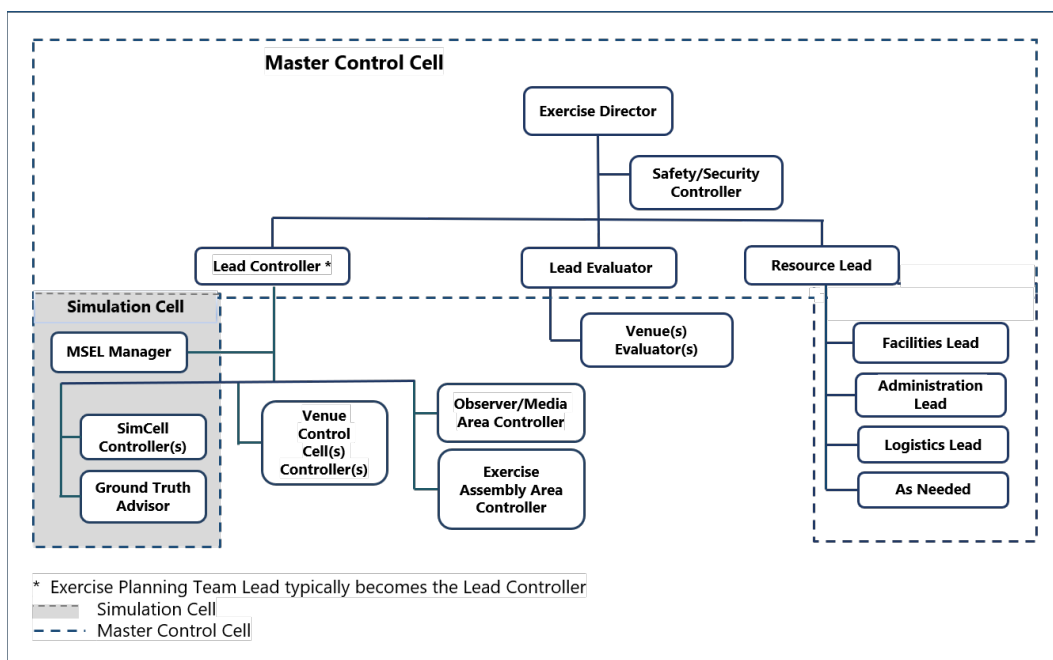 Master Control Cell
Exercise Director
Safety/Security
Controller
Lead Controller *
Lead Evaluator
Resource Lead
Simulation Cell
MSEL Manager
SimCell
Controller(s)
Ground Truth
Advisor
Venue
Control
Cell(s)
Controller(s)
Observer/Media
Area Controller
Exercise
Assembly Area
Controller
Venue(s)
Evaluator(s)
Facilities Lead
Administration
Lead
Logistics Lead
As Needed
* Exercise Planning Team Lead typically becomes the Lead Controller
Simulation Cell
Master Control Cell